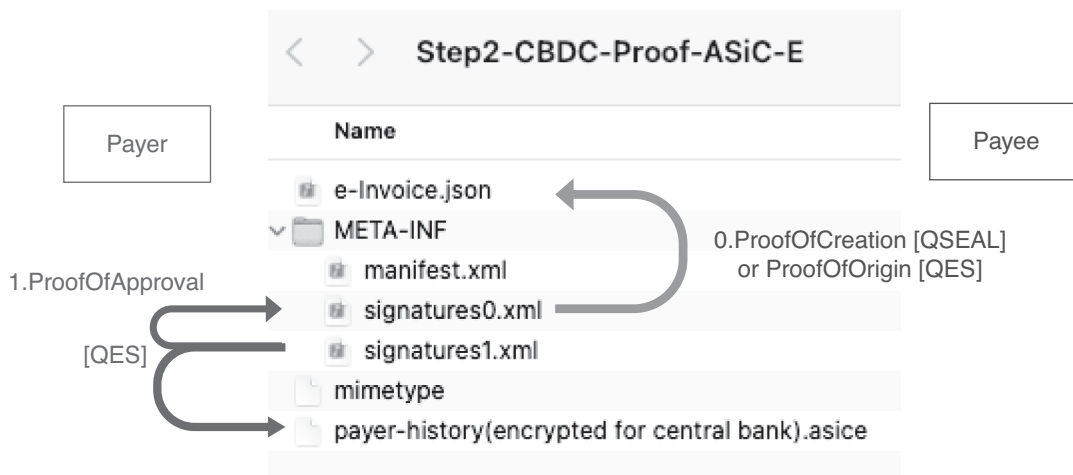 Step2-CBDC-Proof-ASiC-E
Payer
Name
Payee
e-Invoice.json
META-INF
0.ProofOfCreation [QSEAL]
or ProofOfOrigin [QES]
manifest.xml
1.ProofOfApproval
signatures0.xml
[QES]
signatures1.xml
mimetype
payer-history(encrypted for central bank).asice